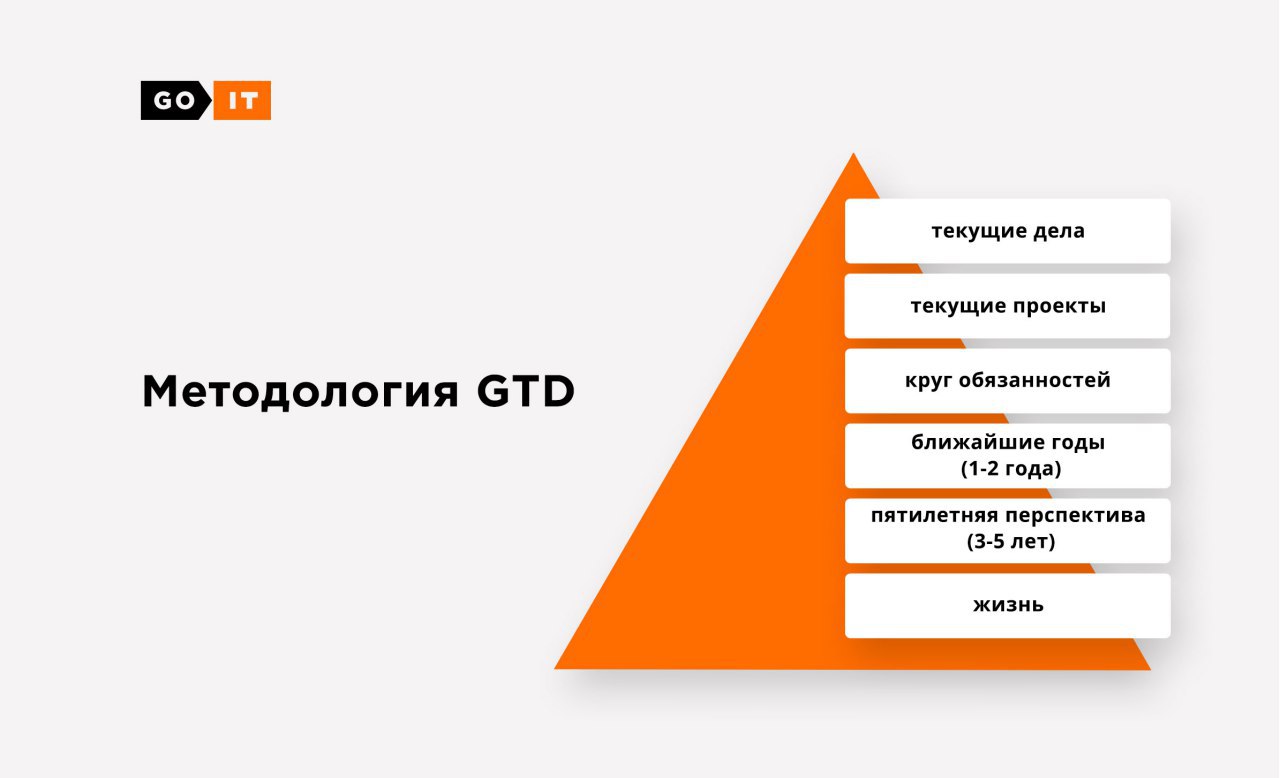 GO IT
текущие дела
текущие проекты
Методология GTD
круг обязанностей
ближайшие годы
(1-2 года)
пятилетняя перспектива
(3-5 лет)
жизнь